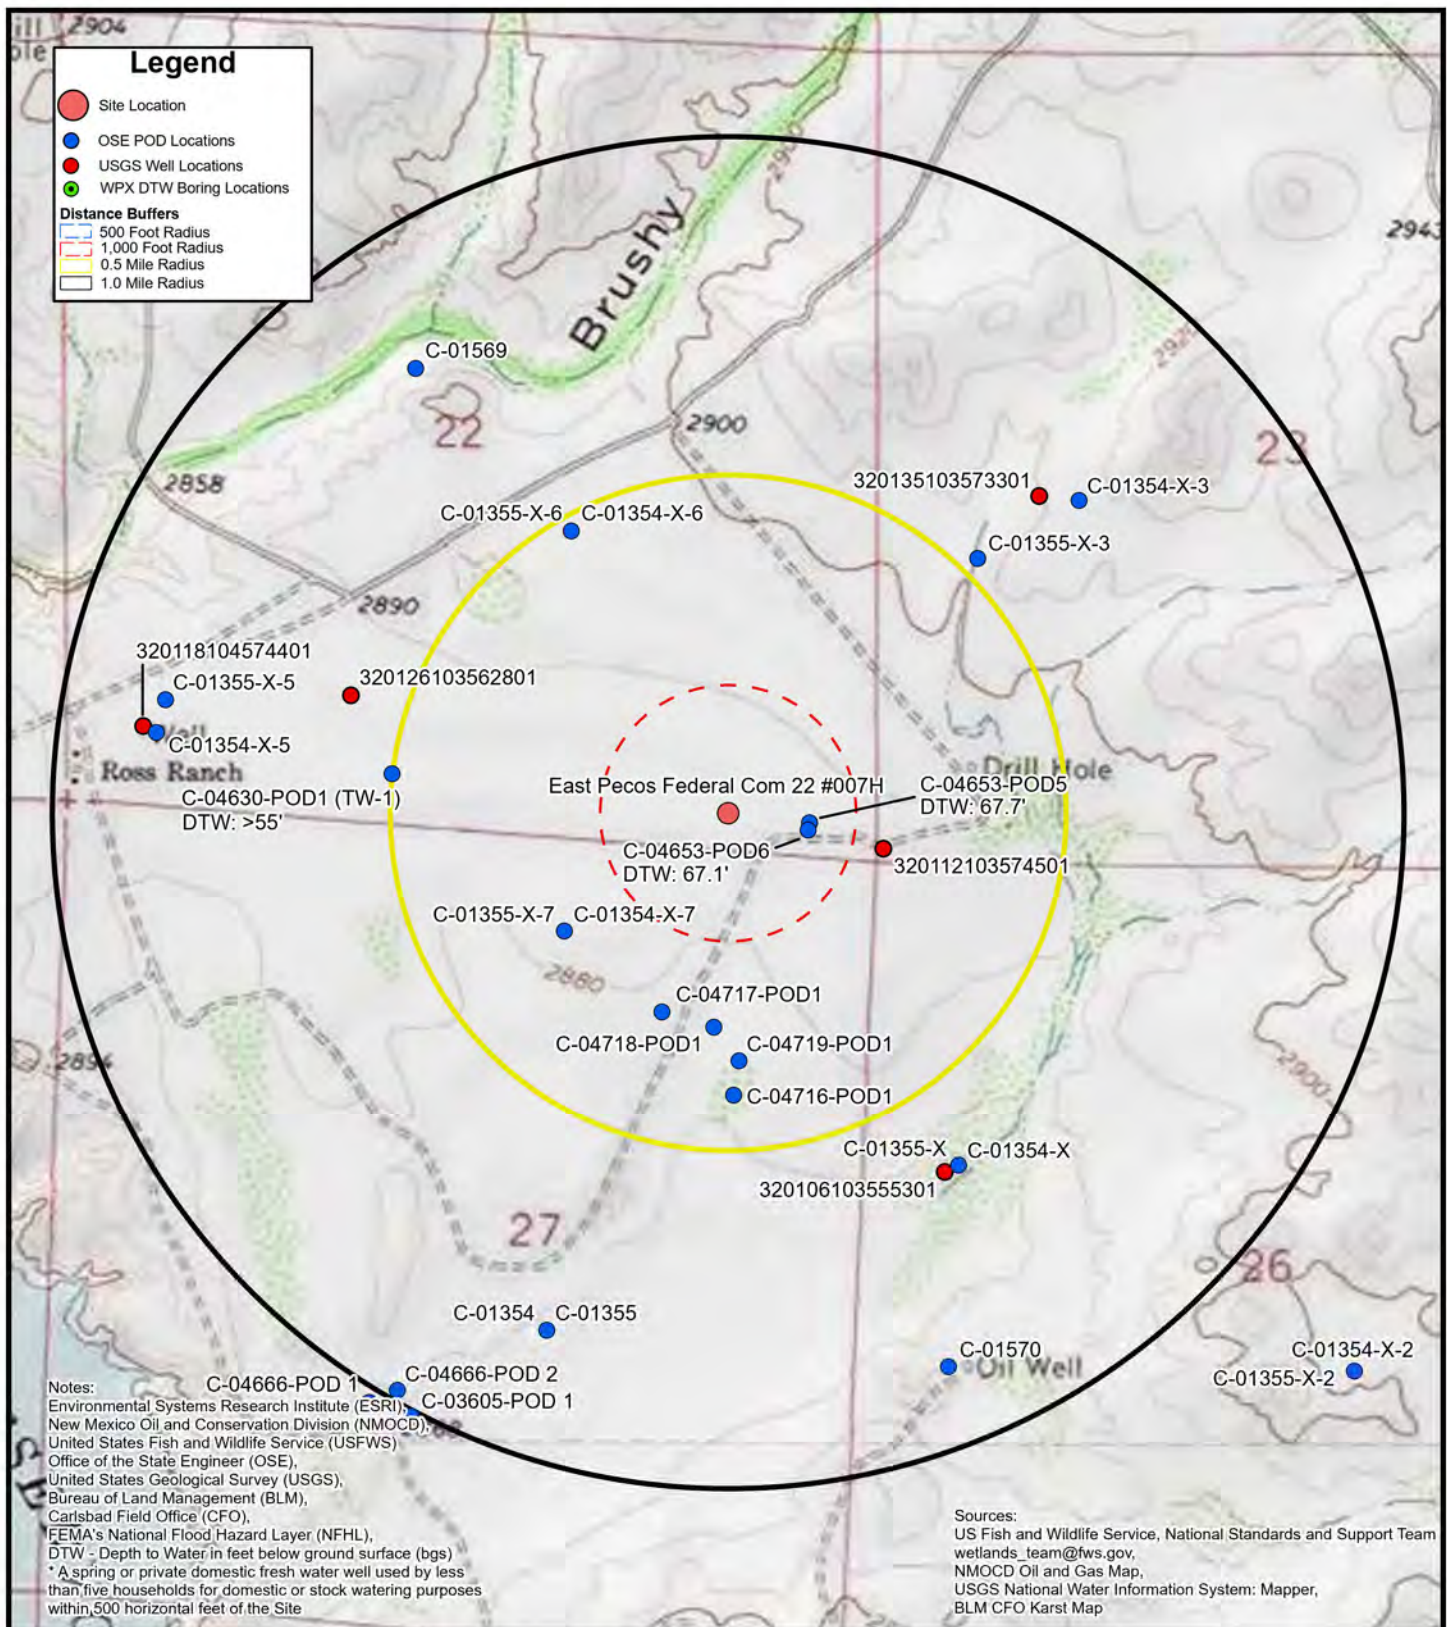 2904
Legend
Site Location
OSE POD Locations
USGS Well Locations
WPX DTW Boring Locations
Distance Buffers
500 Foot Radius
1,000 Foot Radius
0.5 Mile Radius
1.0 Mile Radius
Brushy
2943
C-01569
22
2900
2858
23
320135103573301
C-01354-X-3
C-01355-X-6
C-01354-X-6
C-01355-X-3
2890
320118104574401
C-01355-X-5
320126103562801
Well
C-01354-X-5
Ross Ranch
Drill Hole
East Pecos Federal Com 22 #007H
C-04653-POD5
DTW: 67.7'
C-04630-POD1 (TW-1)
DTW: >55'
C-04653-POD6
DTW: 67.1'
320112103574501
C-01355-X-7
C-01354-X-7
2880
C-04717-POD1
C-04718-POD1
C-04719-POD1
2894
2900
C-04716-POD1
C-01355-X
C-01354-X
320106103555301
27
26
C-01354
C-01355
C-01570
Oil Well
C-01354-X-2
C-01355-X-2
C-04666-POD 1
C-04666-POD 2
C-03605-POD 1
Notes:
Environmental Systems Research Institute (ESRI),
New Mexico Oil and Conservation Division (NMOCD),
United States Fish and Wildlife Service (USFWS)
Office of the State Engineer (OSE),
United States Geological Survey (USGS),
Bureau of Land Management (BLM),
Carlsbad Field Office (CFO),
FEMA's National Flood Hazard Layer (NFHL),
DTW - Depth to Water in feet below ground surface (bgs)
* A spring or private domestic fresh water well used by less
than five households for domestic or stock watering purposes
within 500 horizontal feet of the Site
Sources:
US Fish and Wildlife Service, National Standards and Support Team
wetlands_team@fws.gov,
NMOCD Oil and Gas Map,
USGS National Water Information System: Mapper,
BLM CFO Karst Map